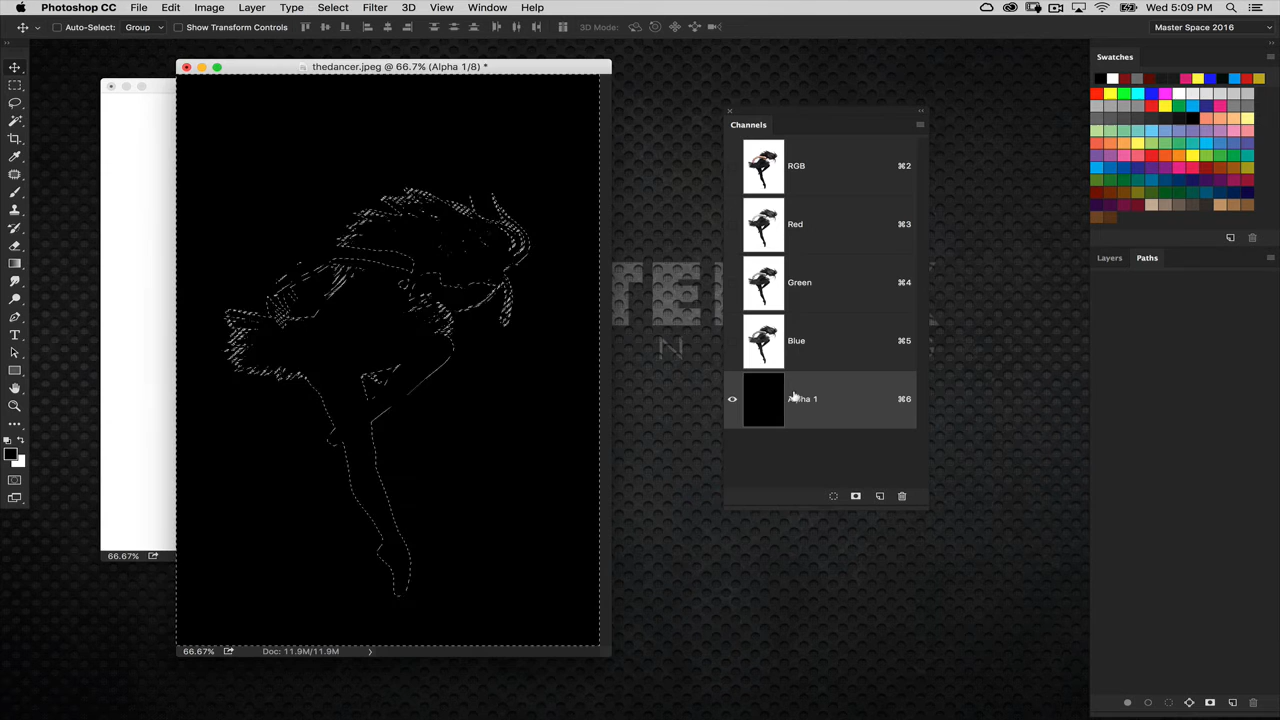 Photoshop CC File Edit Image Layer Type Select Filter 3D View Window Help Wed 5:09 PM
Auto-Select: Group Show Transform Controls 3D Mode: Master Space 2016
thedancer.jpeg @ 66.7% (Alpha 1/8) *
Swatches
Channels
RGB ⌘2
Red ⌘3
Layers Paths
Green ⌘4
TE
N
Blue ⌘5
Alpha 1 ⌘6
66.67%
66.67% Doc: 11.9M/11.9M